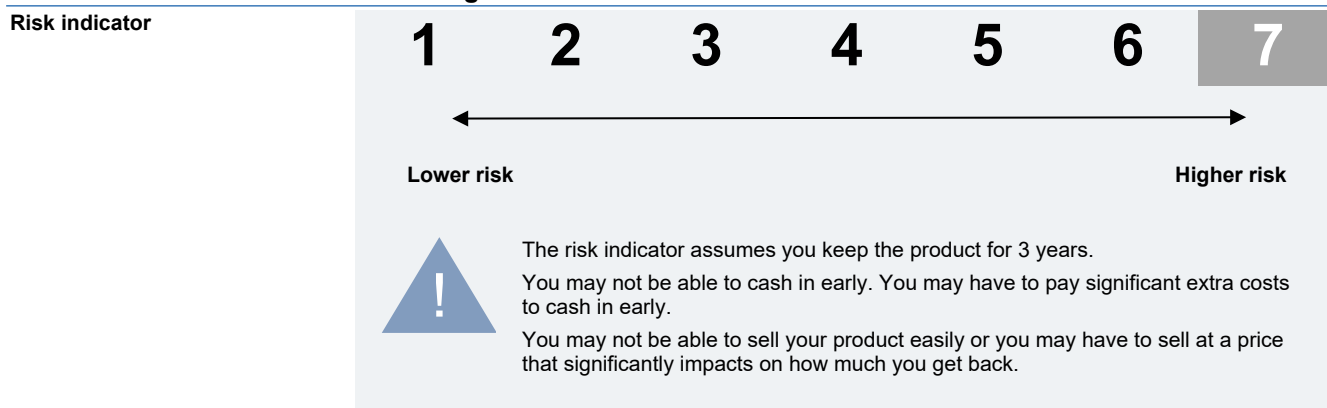 Risk indicator
1 2 3 4 5 6 7
Lower risk Higher risk
!
The risk indicator assumes you keep the product for 3 years.
You may not be able to cash in early. You may have to pay significant extra costs
to cash in early.
You may not be able to sell your product easily or you may have to sell at a price
that significantly impacts on how much you get back.